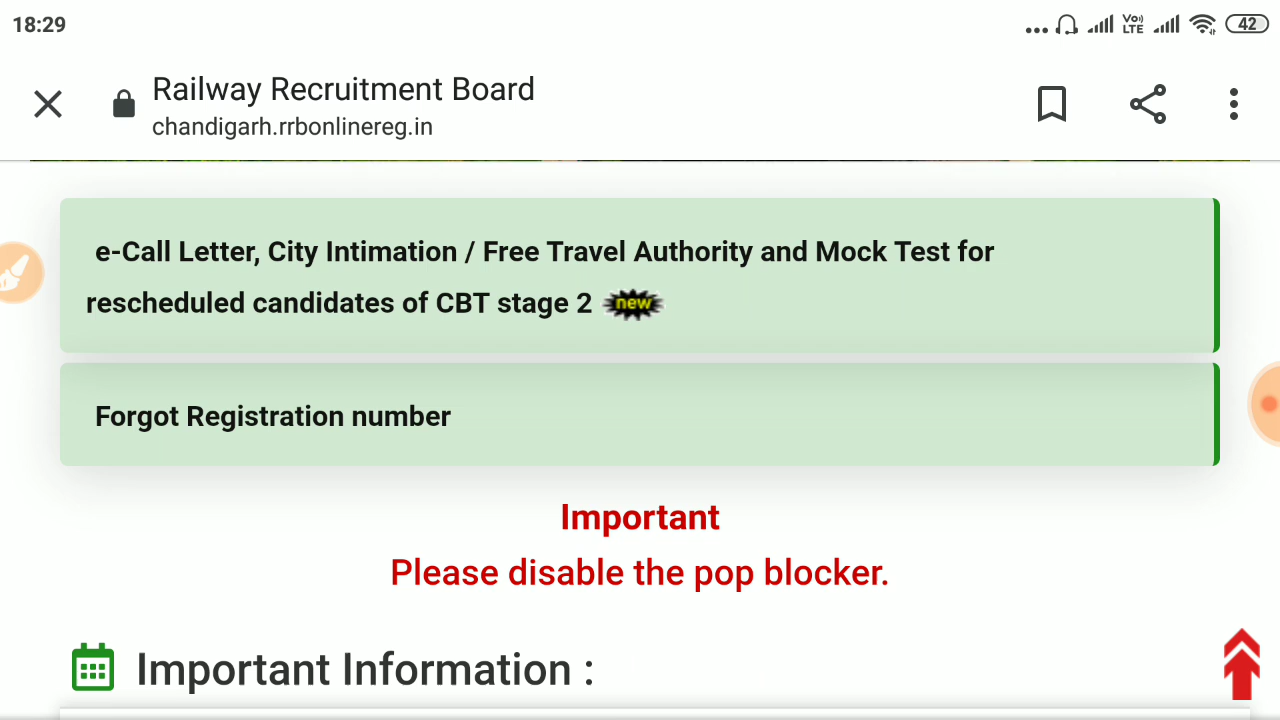 18:29
Vo)) LTE 42
Railway Recruitment Board
chandigarh.rrbonlinereg.in
e-Call Letter, City Intimation / Free Travel Authority and Mock Test for
rescheduled candidates of CBT stage 2 new
Forgot Registration number
Important
Please disable the pop blocker.
Important Information :